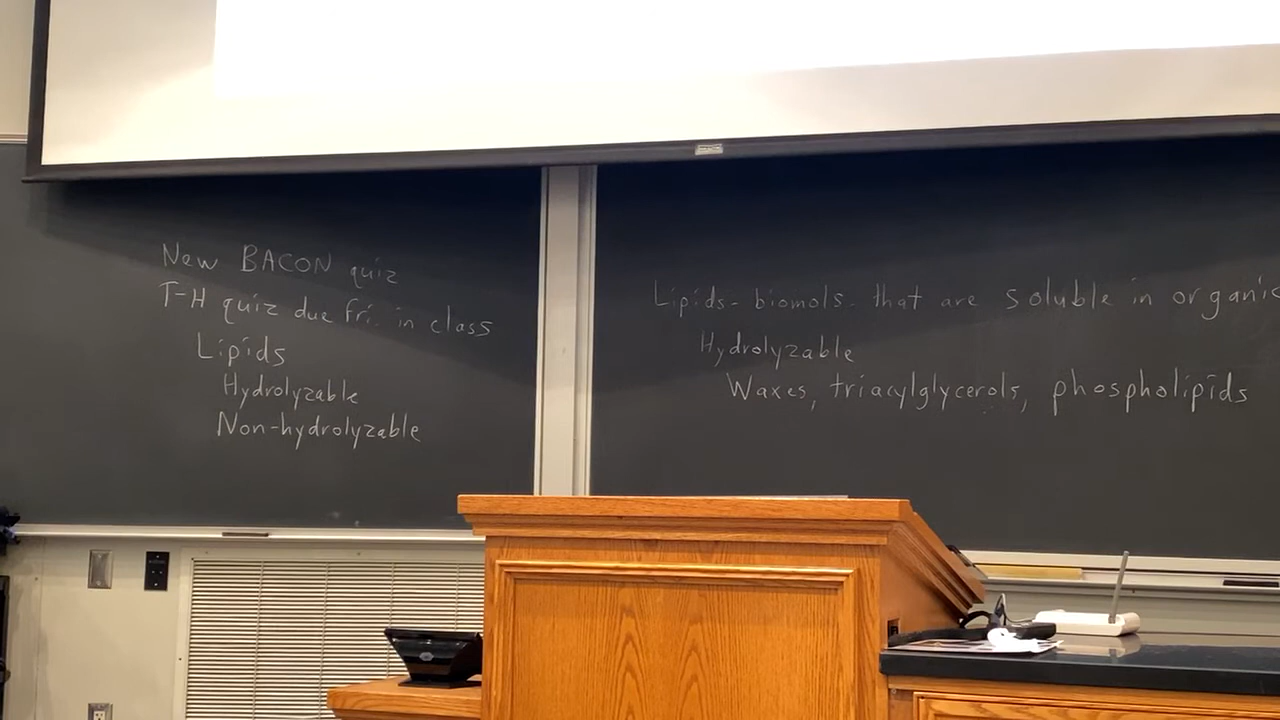 New BACON quiz
T-H quiz due fri. in class
Lipids
Hydrolyzable
Non-hydrolyzable
Lipids - biomols. that are soluble in organic
Hydrolyzable
Waxes, triacylglycerols, phospholipids